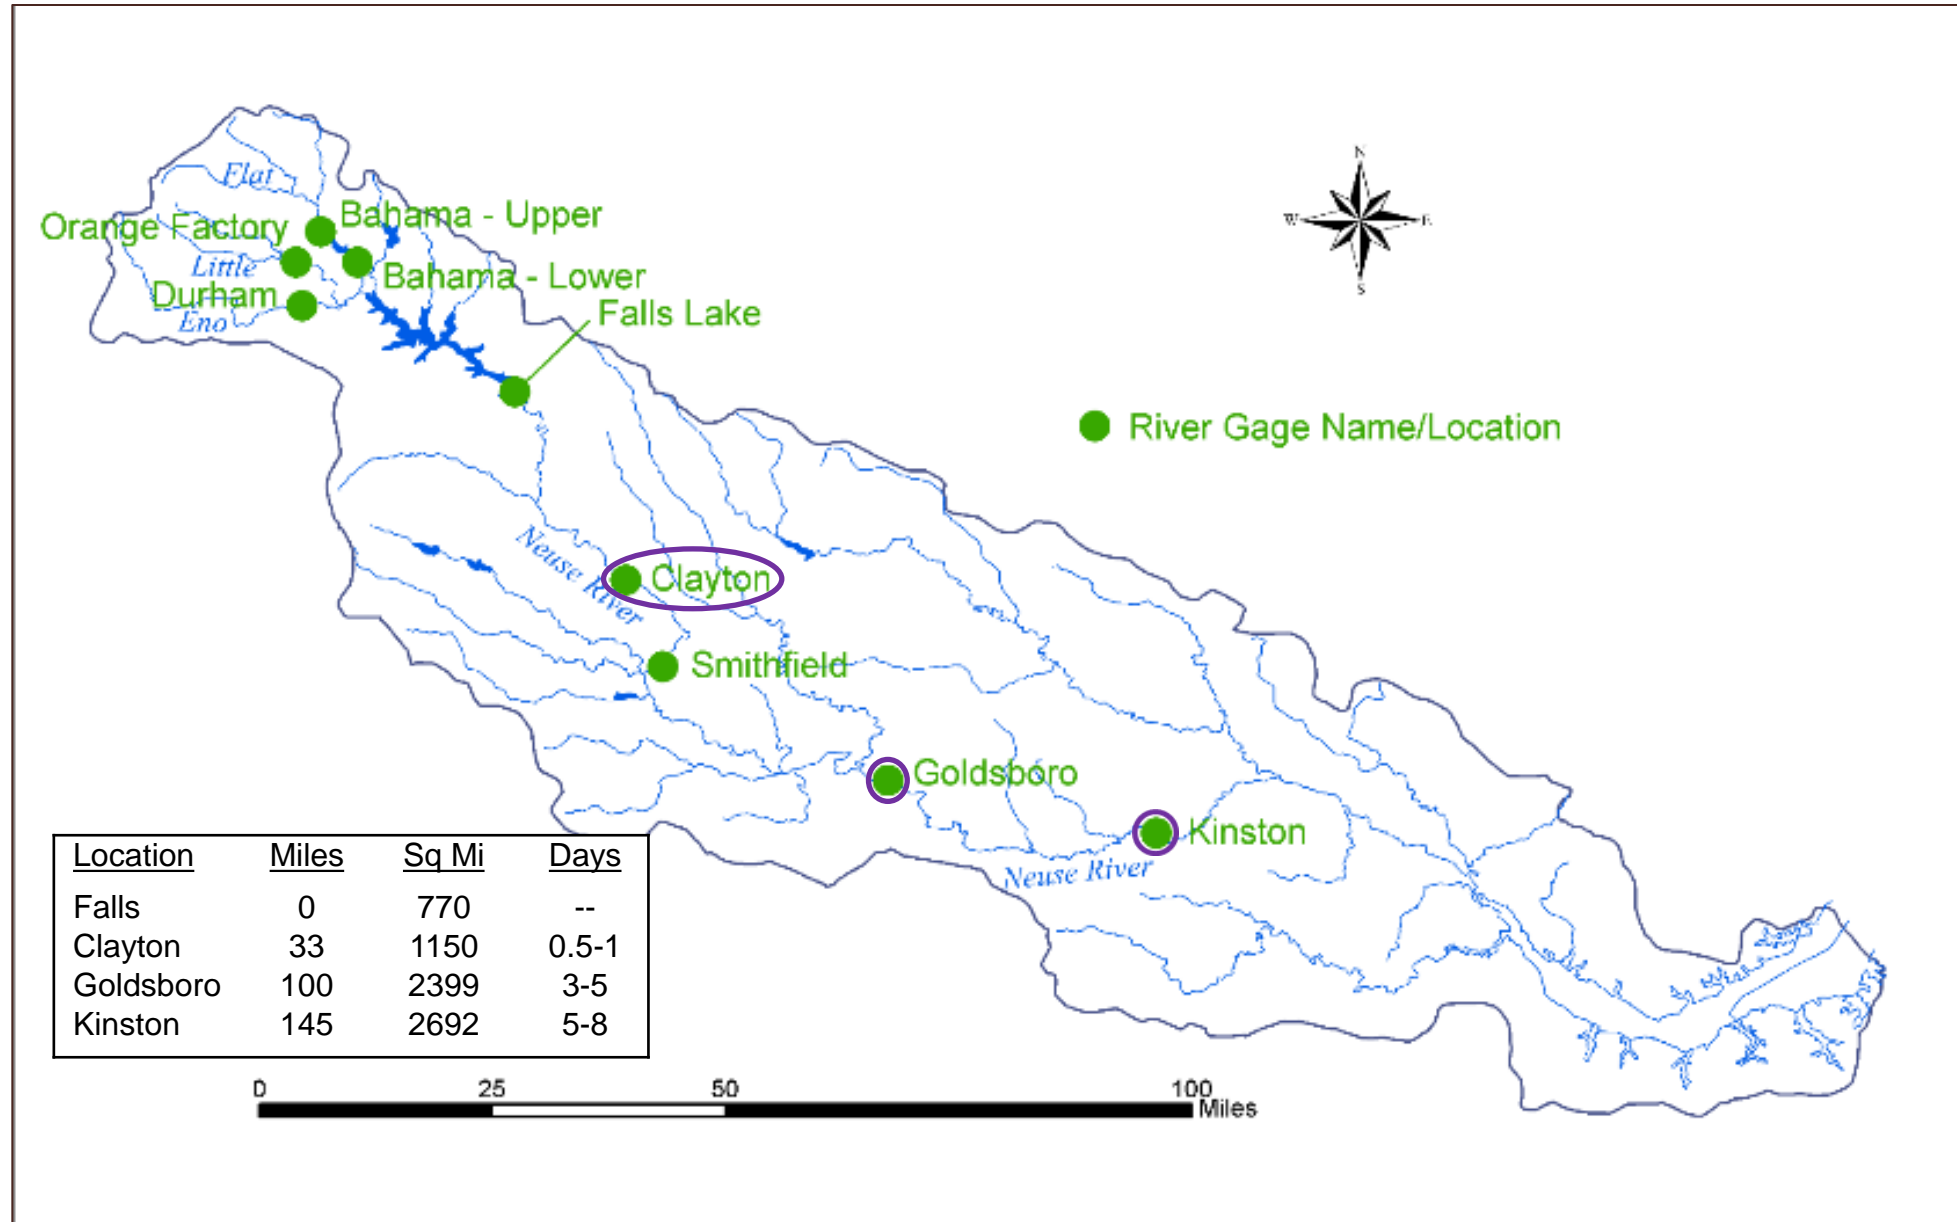 N
W
E
S
Flat
Bahama - Upper
Orange Factory
Little
Bahama - Lower
Durham
Eno
Falls Lake
River Gage Name/Location
Neuse River
Clayton
Smithfield
Goldsboro
Kinston
Neuse River
Location Miles Sq Mi Days
Falls 0 770 --
Clayton 33 1150 0.5-1
Goldsboro 100 2399 3-5
Kinston 145 2692 5-8
0 25 50 100
Miles